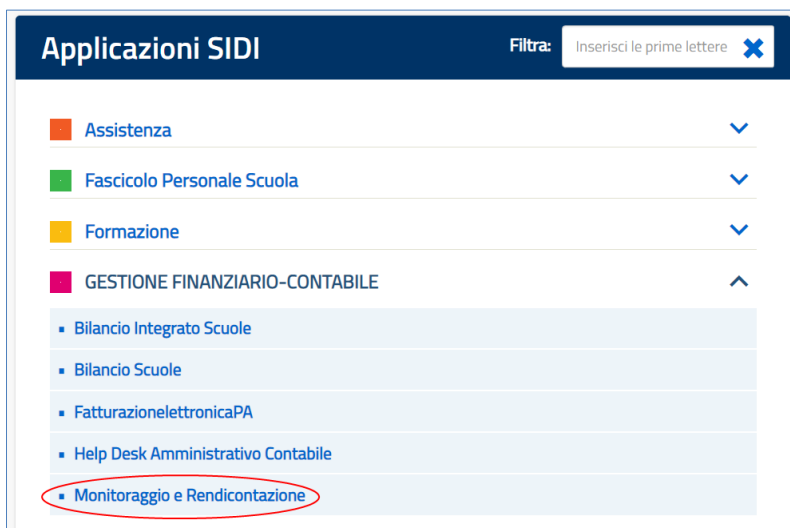 Applicazioni SIDI
Filtra: Inserisci le prime lettere
Assistenza
Fascicolo Personale Scuola
Formazione
GESTIONE FINANZIARIO-CONTABILE
Bilancio Integrato Scuole
Bilancio Scuole
FatturazionelettronicaPA
Help Desk Amministrativo Contabile
Monitoraggio e Rendicontazione